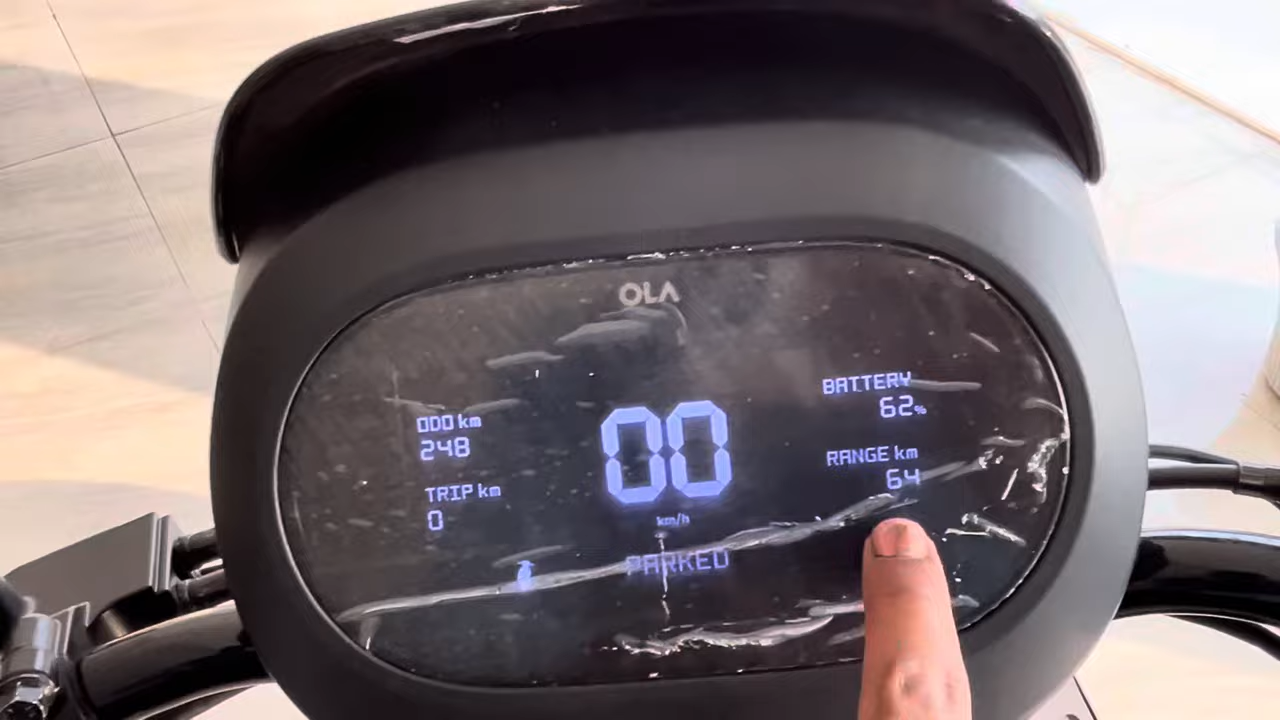 OLA
ODO km
248
TRIP km
0
00
km/h
PARKED
BATTERY
62%
RANGE km
64